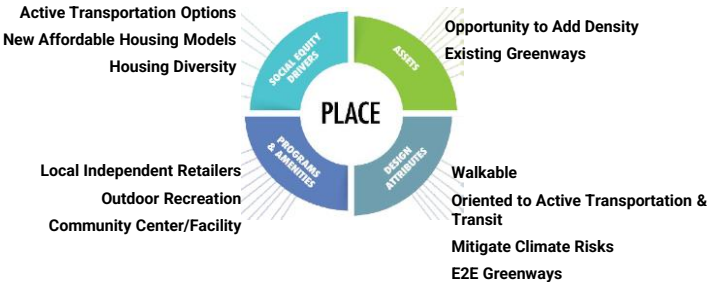 Active Transportation Options
New Affordable Housing Models
Housing Diversity
Opportunity to Add Density
Existing Greenways
SOCIAL EQUITY
DRIVERS
ASSETS
PLACE
PROGRAMS
& AMENITIES
DESIGN
ATTRIBUTES
Local Independent Retailers
Outdoor Recreation
Community Center/Facility
Walkable
Oriented to Active Transportation &
Transit
Mitigate Climate Risks
E2E Greenways